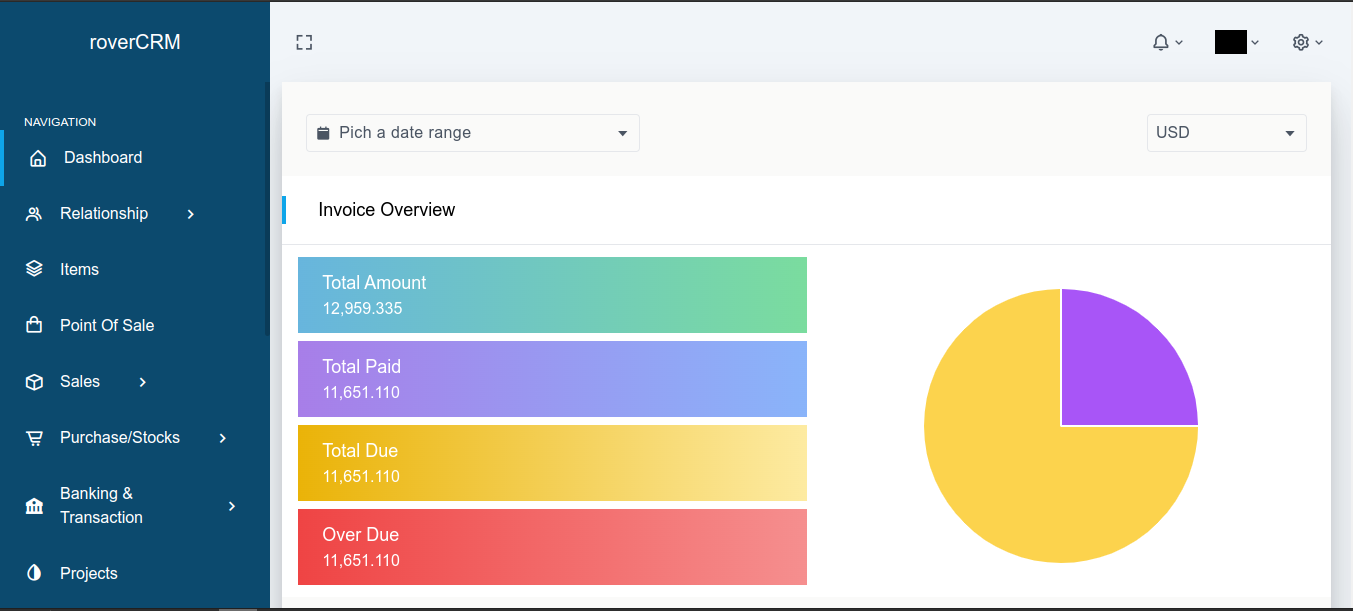 roverCRM
NAVIGATION
Dashboard
Relationship
Items
Point Of Sale
Sales
Purchase/Stocks
Banking &
Transaction
Projects
Pich a date range
USD
Invoice Overview
Total Amount
12,959.335
Total Paid
11,651.110
Total Due
11,651.110
Over Due
11,651.110